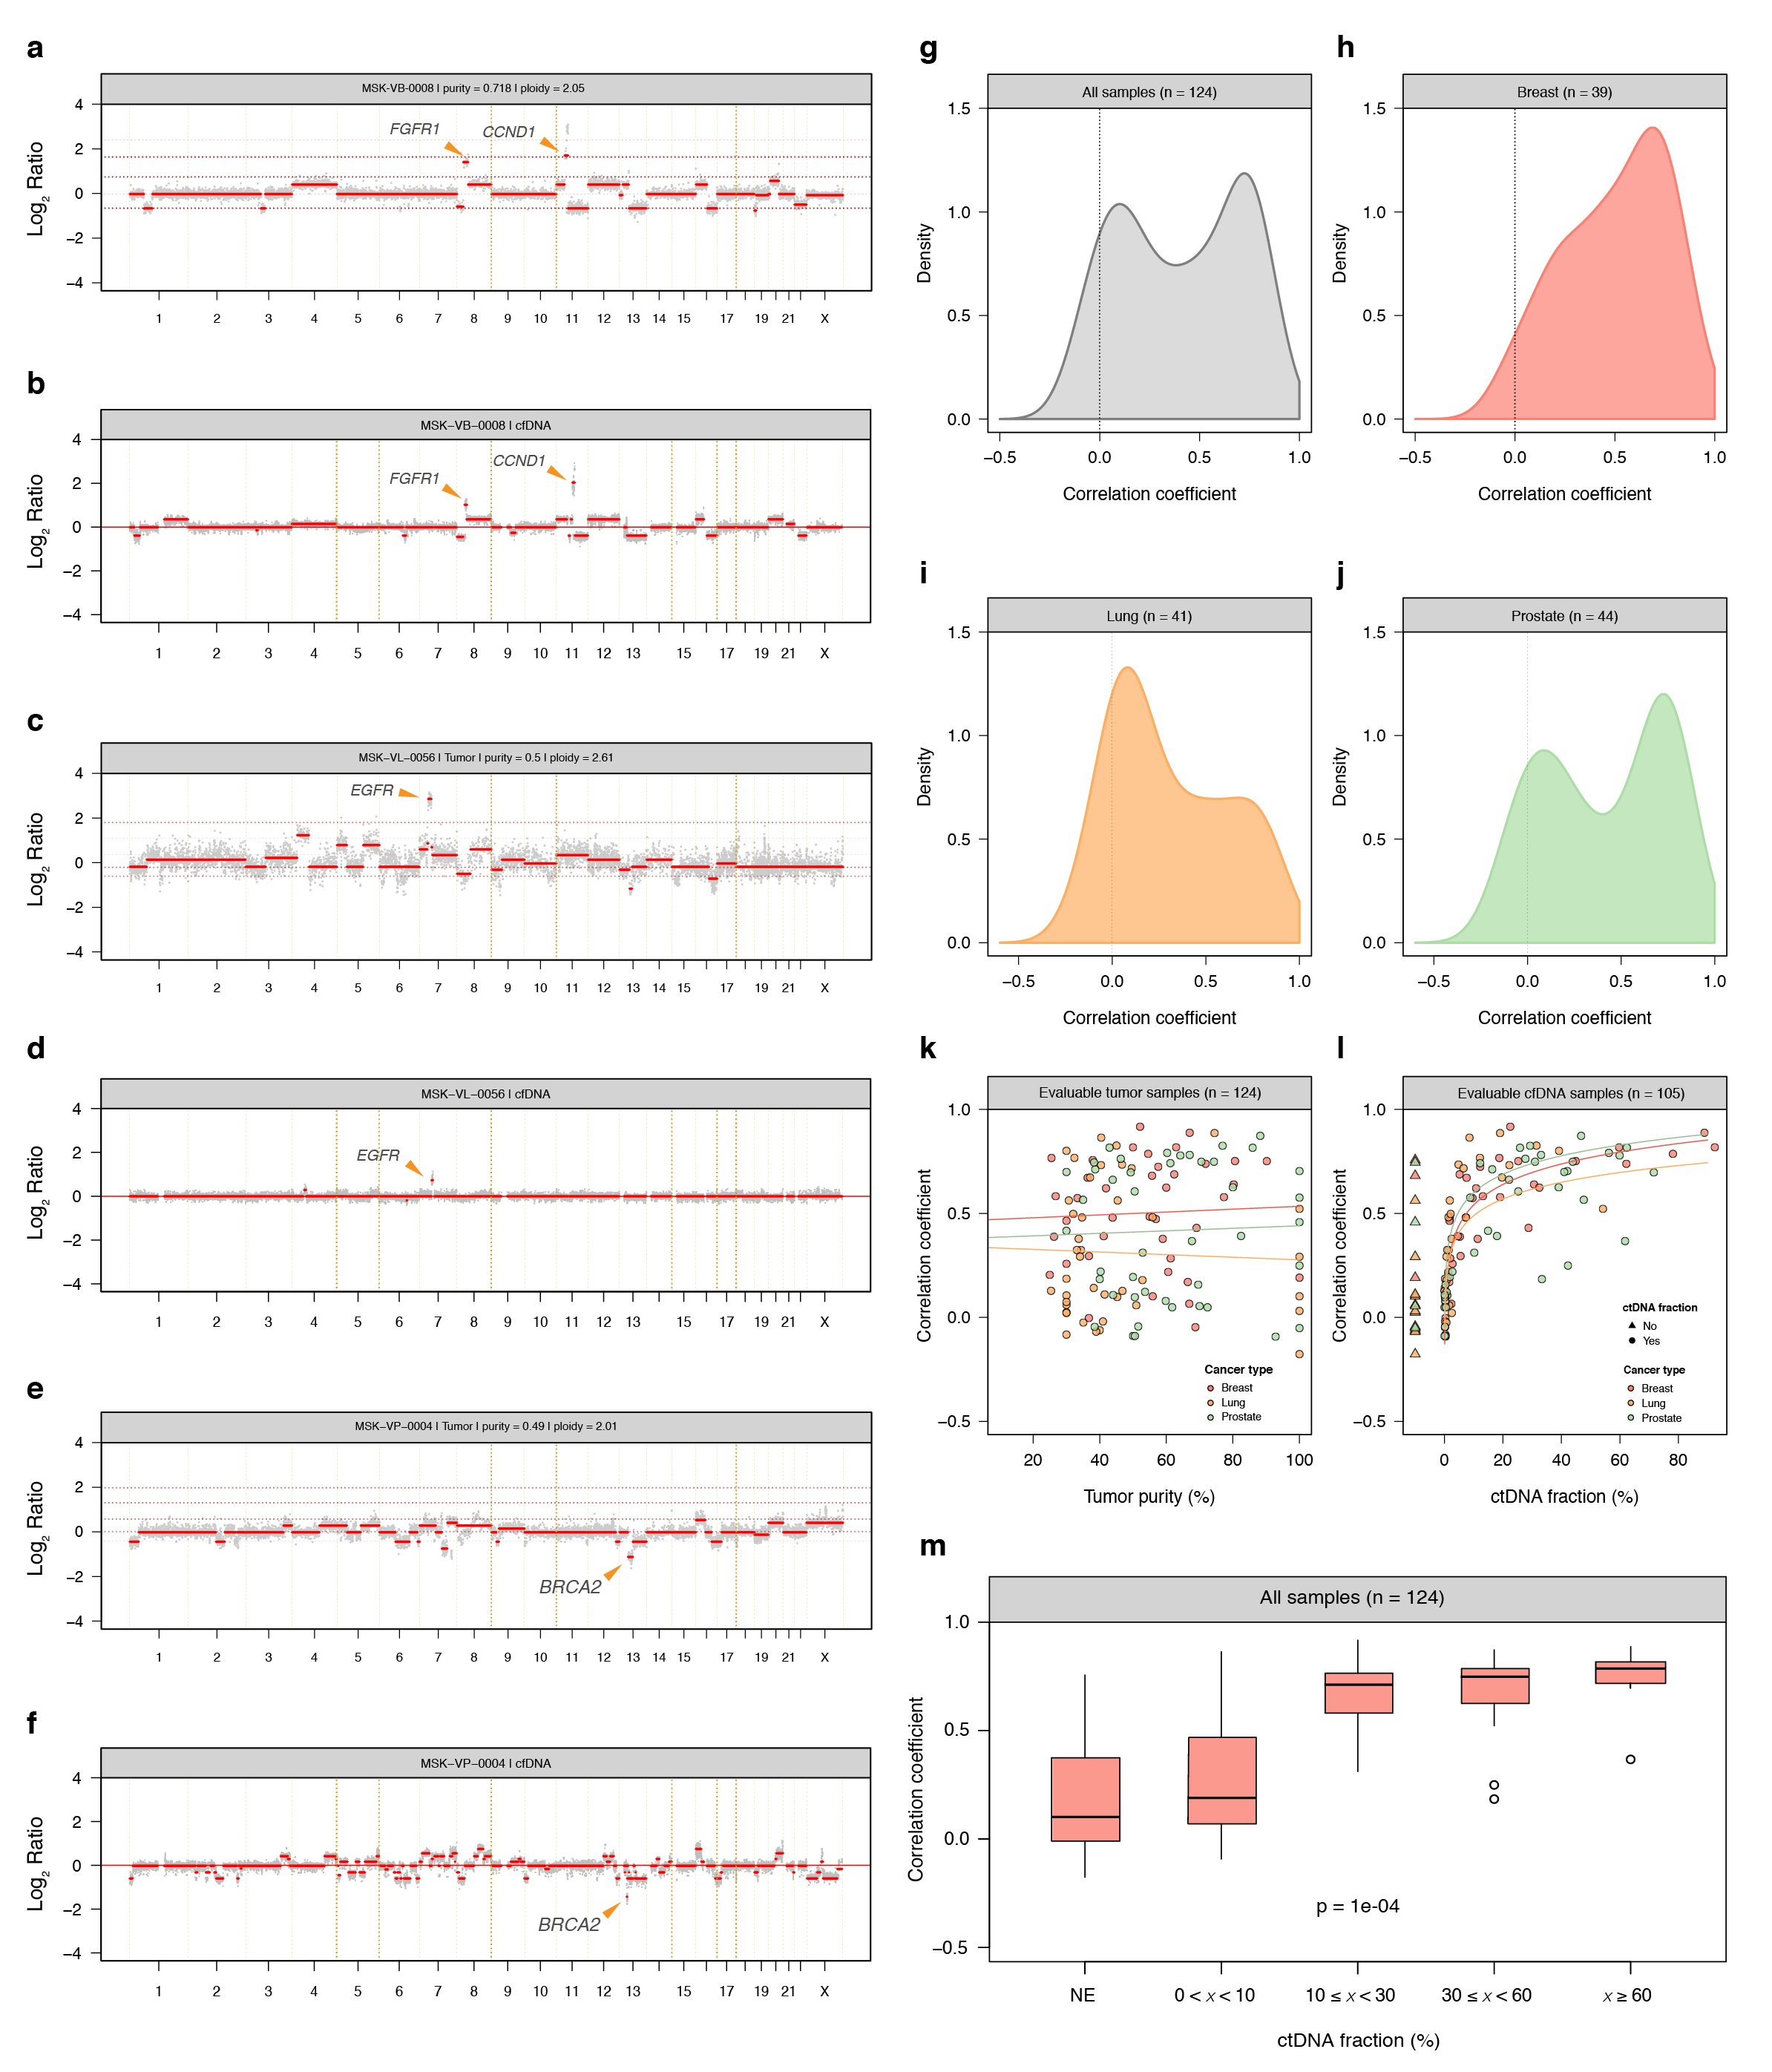 a
MSK-VB-0008 | purity = 0.718 | ploidy = 2.05
4
2
0
−2
−4
Log2 Ratio
FGFR1
CCND1
1 2 3 4 5 6 7 8 9 10 11 12 13 14 15 17 19 21 X
b
MSK−VB−0008 | cfDNA
4
2
0
−2
−4
Log2 Ratio
FGFR1
CCND1
1 2 3 4 5 6 7 8 9 10 11 12 13 15 17 19 21 X
c
MSK−VL−0056 | Tumor | purity = 0.5 | ploidy = 2.61
4
2
0
−2
−4
Log2 Ratio
EGFR
1 2 3 4 5 6 7 8 9 10 11 12 13 14 15 17 19 21 X
d
MSK−VL−0056 | cfDNA
4
2
0
−2
−4
Log2 Ratio
EGFR
1 2 3 4 5 6 7 8 9 10 11 12 13 15 17 19 21 X
e
MSK−VP−0004 | Tumor | purity = 0.49 | ploidy = 2.01
4
2
0
−2
−4
Log2 Ratio
BRCA2
1 2 3 4 5 6 7 8 9 10 11 12 13 14 15 17 19 21 X
f
MSK−VP−0004 | cfDNA
4
2
0
−2
−4
Log2 Ratio
BRCA2
1 2 3 4 5 6 7 8 9 10 11 12 13 15 17 19 21 X
g
All samples (n = 124)
1.5
1.0
0.5
0.0
Density
−0.5 0.0 0.5 1.0
Correlation coefficient
h
Breast (n = 39)
1.5
1.0
0.5
0.0
Density
−0.5 0.0 0.5 1.0
Correlation coefficient
i
Lung (n = 41)
1.5
1.0
0.5
0.0
Density
−0.5 0.0 0.5 1.0
Correlation coefficient
j
Prostate (n = 44)
1.5
1.0
0.5
0.0
Density
−0.5 0.0 0.5 1.0
Correlation coefficient
k
Evaluable tumor samples (n = 124)
1.0
0.5
0.0
−0.5
Correlation coefficient
Cancer type
Breast
Lung
Prostate
20 40 60 80 100
Tumor purity (%)
l
Evaluable cfDNA samples (n = 105)
1.0
0.5
0.0
−0.5
Correlation coefficient
ctDNA fraction
No
Yes
Cancer type
Breast
Lung
Prostate
0 20 40 60 80
ctDNA fraction (%)
m
All samples (n = 124)
1.0
0.5
0.0
−0.5
Correlation coefficient
p = 1e-04
NE 0 < x < 10 10 ≤ x < 30 30 ≤ x < 60 x ≥ 60
ctDNA fraction (%)